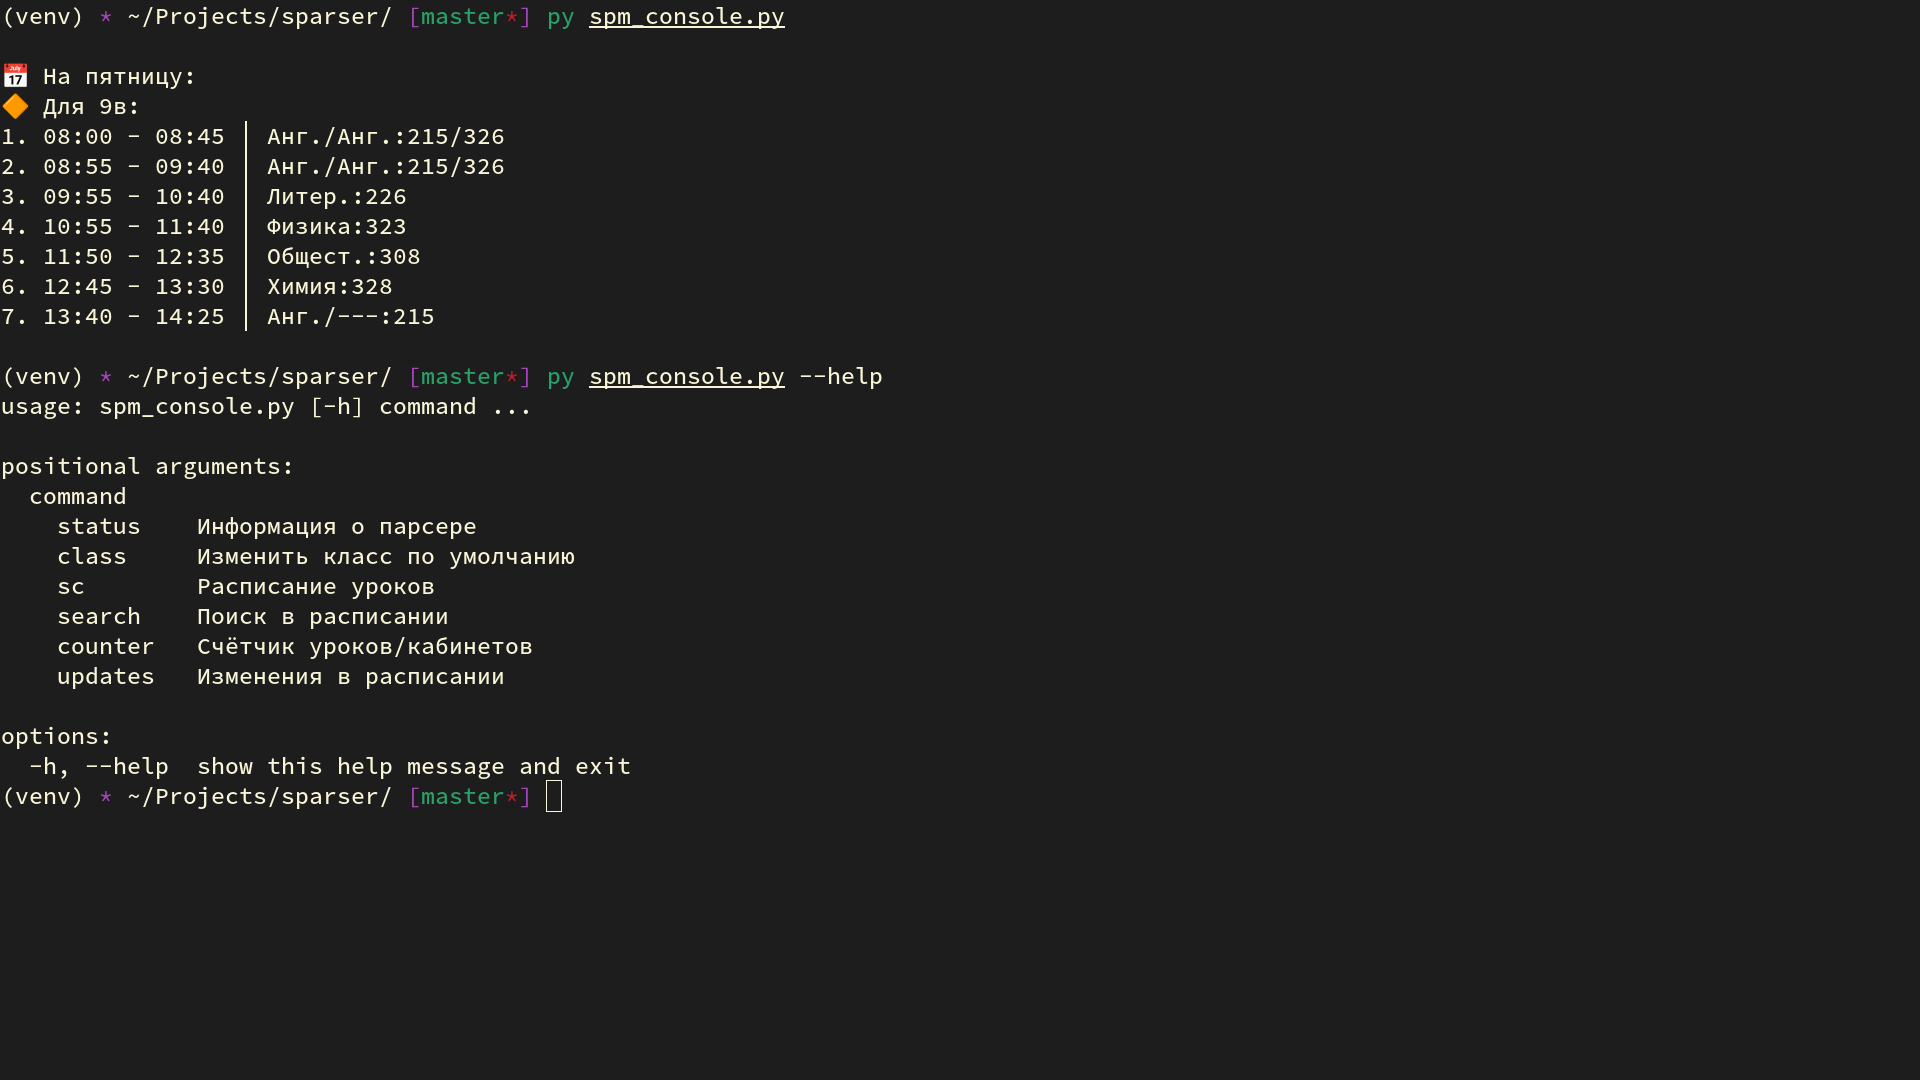 (venv) * ~/Projects/sparser/ [master*] py spm_console.py
📅 На пятницу:
🔶 Для 9в:
1. 08:00 - 08:45 │ Анг./Анг.:215/326
2. 08:55 - 09:40 │ Анг./Анг.:215/326
3. 09:55 - 10:40 │ Литер.:226
4. 10:55 - 11:40 │ Физика:323
5. 11:50 - 12:35 │ Общест.:308
6. 12:45 - 13:30 │ Химия:328
7. 13:40 - 14:25 │ Анг./---:215
(venv) * ~/Projects/sparser/ [master*] py spm_console.py --help
usage: spm_console.py [-h] command ...
positional arguments:
command
status Информация о парсере
class Изменить класс по умолчанию
sc Расписание уроков
search Поиск в расписании
counter Счётчик уроков/кабинетов
updates Изменения в расписании
options:
-h, --help show this help message and exit
(venv) * ~/Projects/sparser/ [master*]